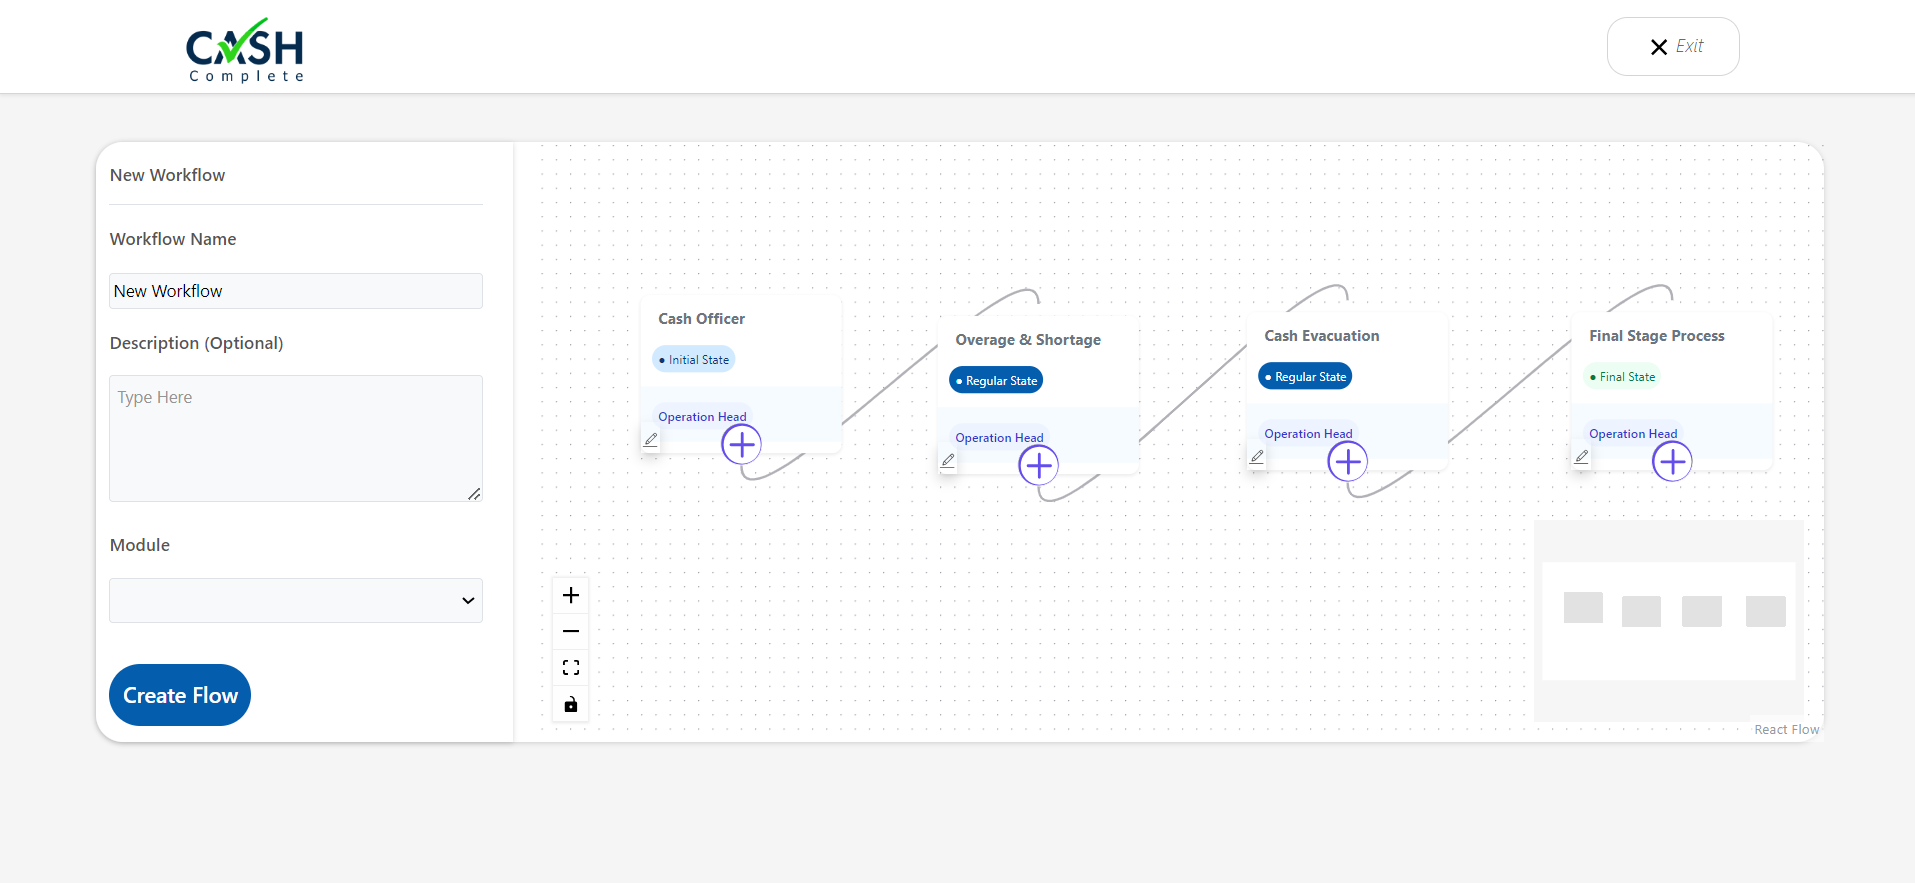 CASH
Complete
Exit
New Workflow
Workflow Name
New Workflow
Description (Optional)
Type Here
Module
Create Flow
Cash Officer
Initial State
Operation Head
Overage & Shortage
Regular State
Operation Head
Cash Evacuation
Regular State
Operation Head
Final Stage Process
Final State
Operation Head
React Flow